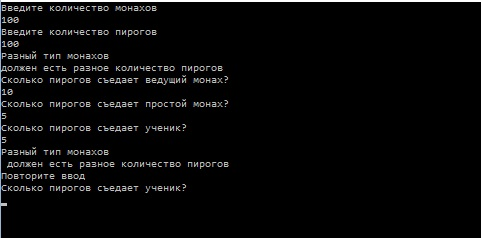 Введите количество монахов
100
Введите количество пирогов
100
Разный тип монахов
должен есть разное количество пирогов
Сколько пирогов съедает ведущий монах?
10
Сколько пирогов съедает простой монах?
5
Сколько пирогов съедает ученик?
5
Разный тип монахов
должен есть разное количество пирогов
Повторите ввод
Сколько пирогов съедает ученик?